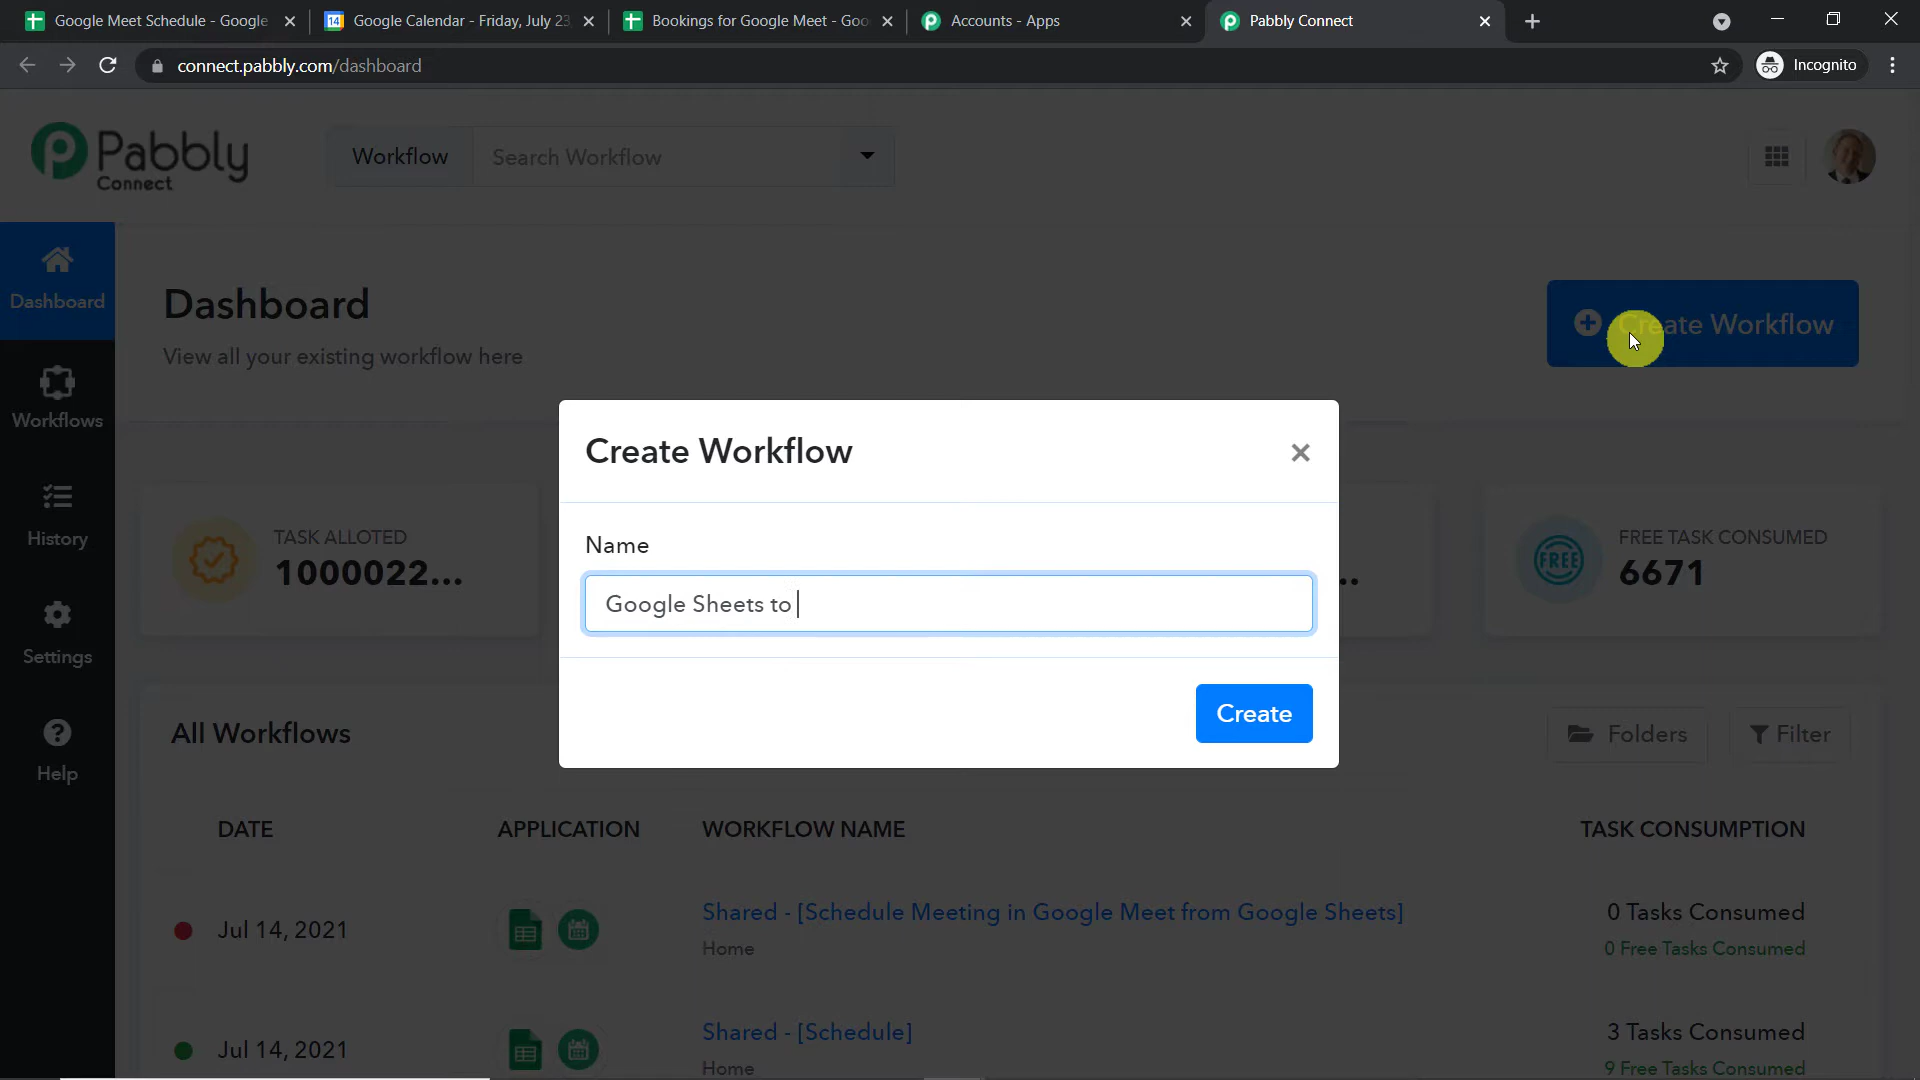 Google Meet Schedule - Google
Google Calendar - Friday, July 23
Bookings for Google Meet - Goo
Accounts - Apps
Pabbly Connect
connect.pabbly.com/dashboard
Incognito
Pabbly
Connect
Workflow
Search Workflow
Dashboard
Workflows
History
Settings
Help
Dashboard
View all your existing workflow here
Create Workflow
TASK ALLOTED
1000022...
..
FREE
FREE TASK CONSUMED
6671
Create Workflow
Name
Google Sheets to
Create
All Workflows
Folders
Filter
DATE
APPLICATION
WORKFLOW NAME
TASK CONSUMPTION
Jul 14, 2021
Shared - [Schedule Meeting in Google Meet from Google Sheets]
Home
0 Tasks Consumed
0 Free Tasks Consumed
Jul 14, 2021
Shared - [Schedule]
Home
3 Tasks Consumed
9 Free Tasks Consumed